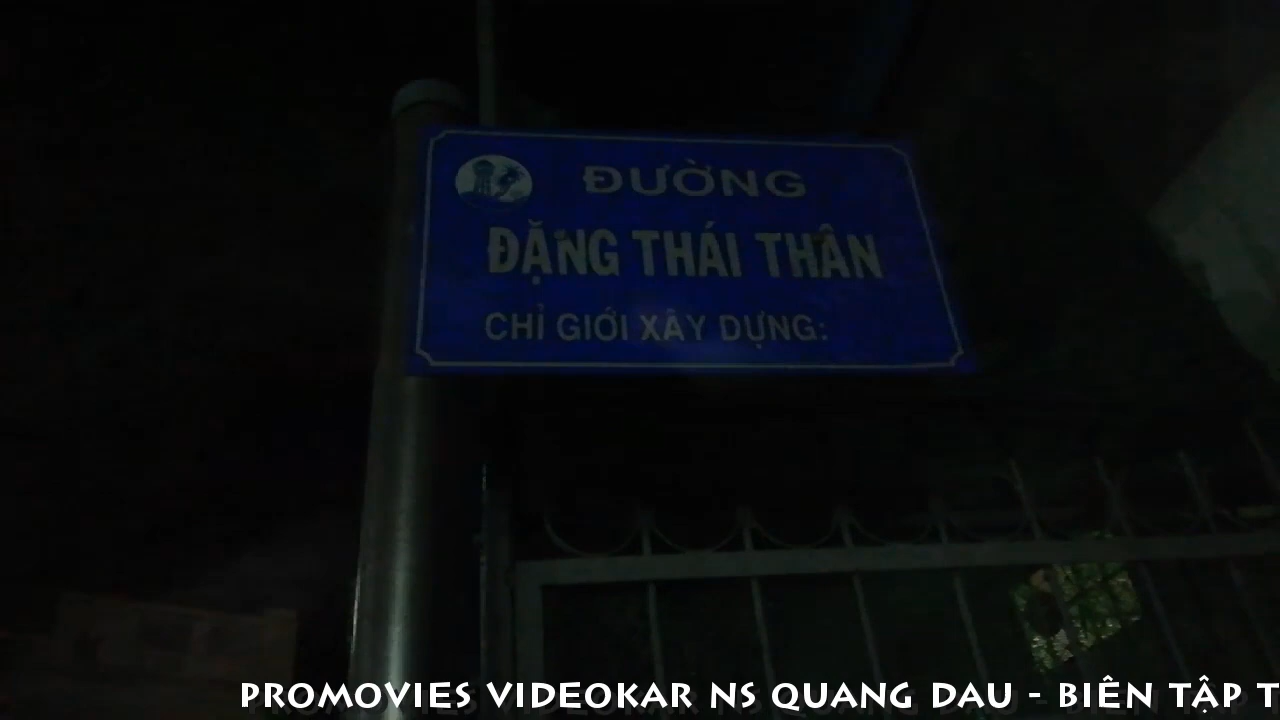 ĐƯỜNG
ĐẶNG THÁI THÂN
CHỈ GIỚI XÂY DỰNG:
PROMOVIES VIDEOKAR NS QUANG DAU - BIÊN TẬP T